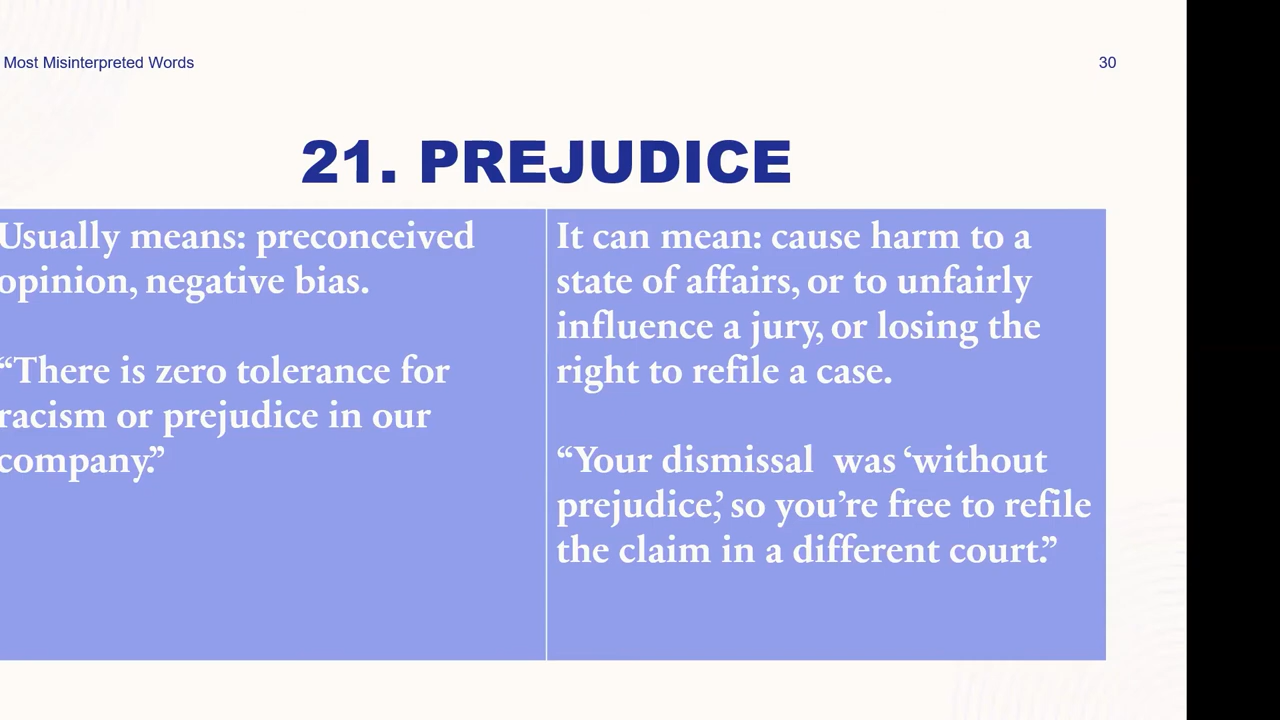 Most Misinterpreted Words
30
21. PREJUDICE
Usually means: preconceived
opinion, negative bias.
“There is zero tolerance for
racism or prejudice in our
company.”
It can mean: cause harm to a
state of affairs, or to unfairly
influence a jury, or losing the
right to refile a case.
“Your dismissal  was ‘without
prejudice,’ so you’re free to refile
the claim in a different court.”